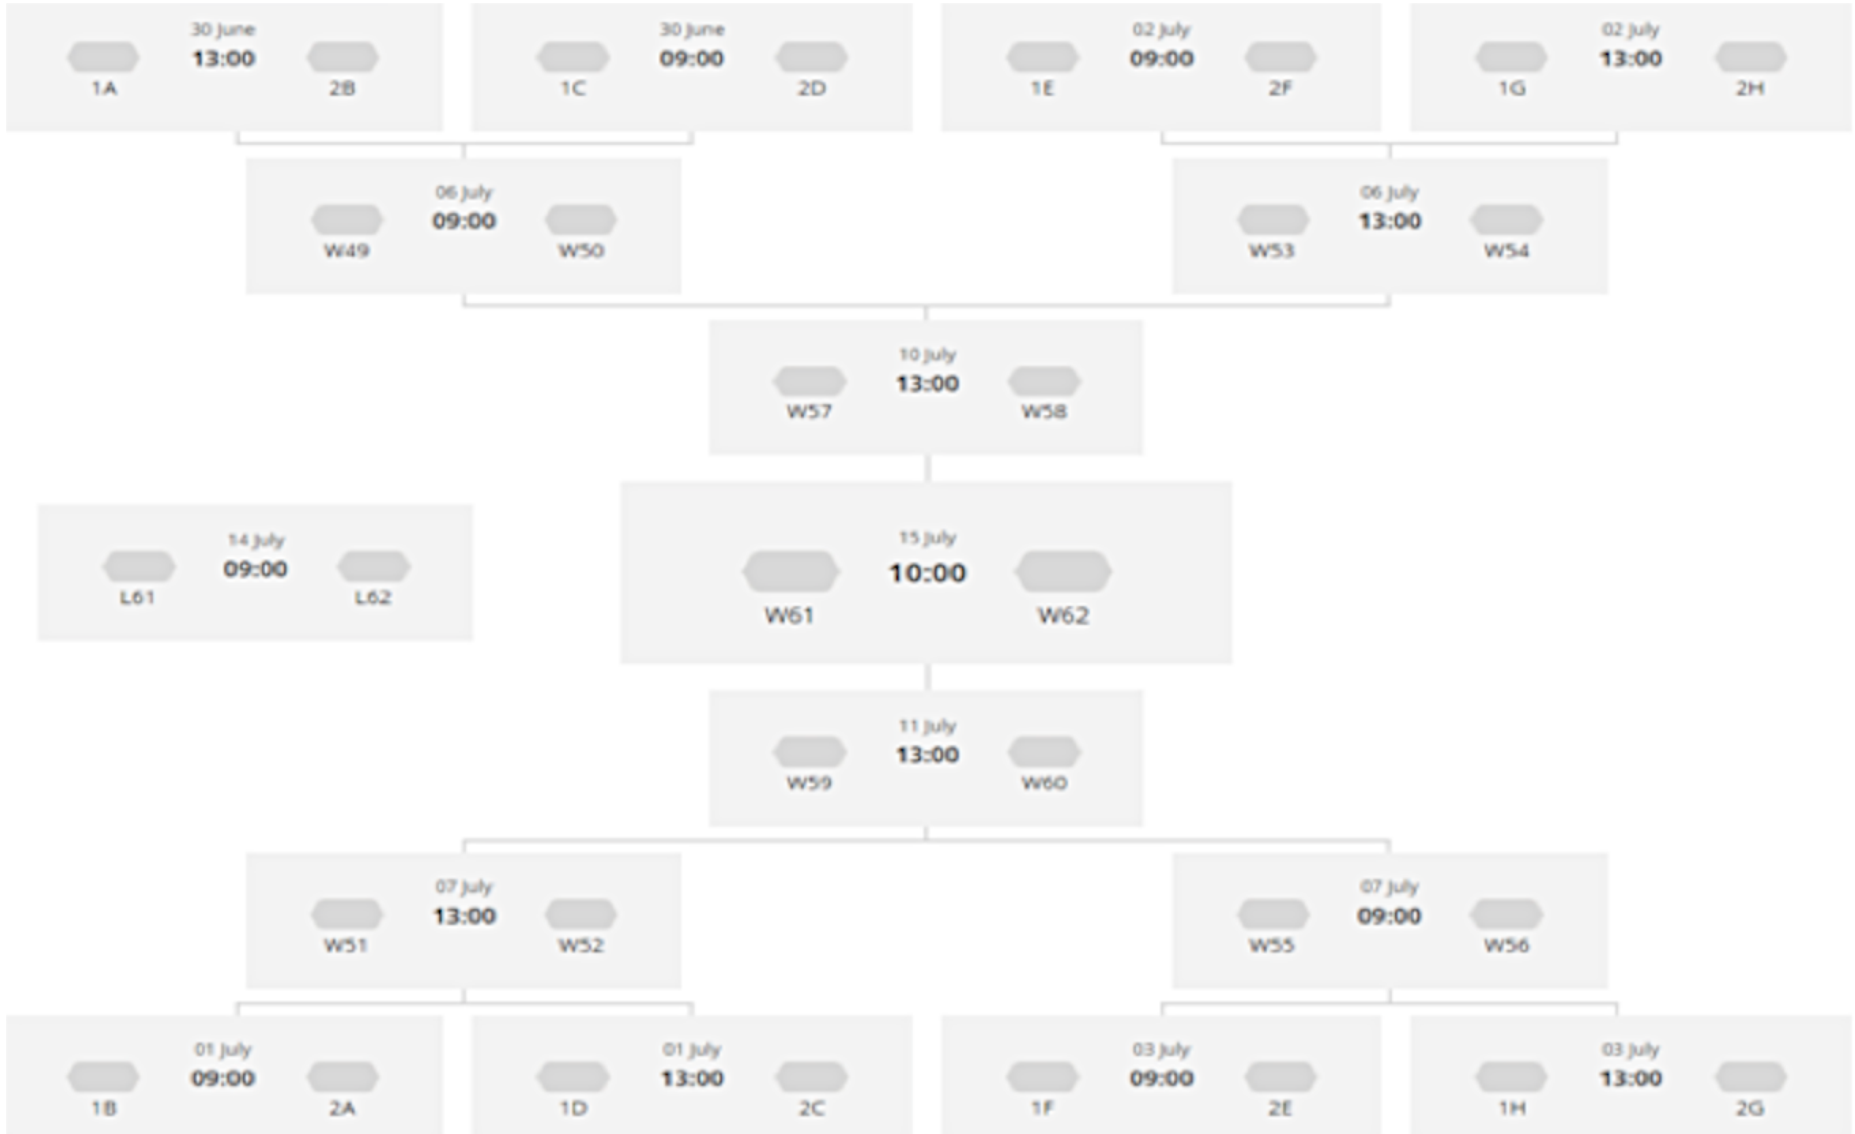 30 June
13:00
1A 2B
30 June
09:00
1C 2D
02 July
09:00
1E 2F
02 July
13:00
1G 2H
06 July
09:00
W49 W50
06 July
13:00
W53 W54
10 July
13:00
W57 W58
14 July
09:00
L61 L62
15 July
10:00
W61 W62
11 July
13:00
W59 W60
07 July
13:00
W51 W52
07 July
09:00
W55 W56
01 July
09:00
1B 2A
01 July
13:00
1D 2C
03 July
09:00
1F 2E
03 July
13:00
1H 2G